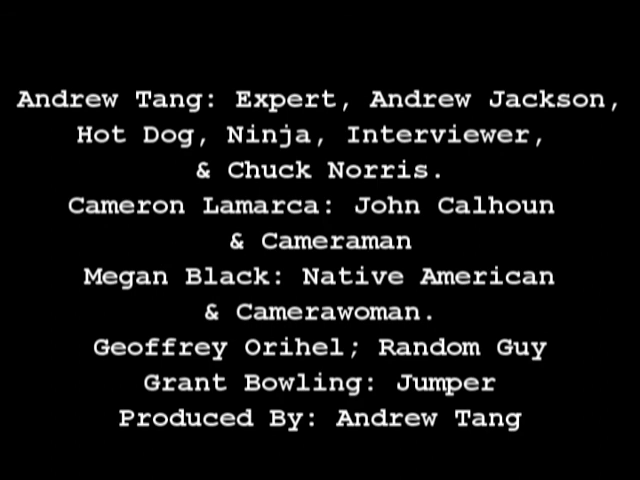 Andrew Tang: Expert, Andrew Jackson,
Hot Dog, Ninja, Interviewer,
& Chuck Norris.
Cameron Lamarca: John Calhoun
& Cameraman
Megan Black: Native American
& Camerawoman.
Geoffrey Orihel; Random Guy
Grant Bowling: Jumper
Produced By: Andrew Tang